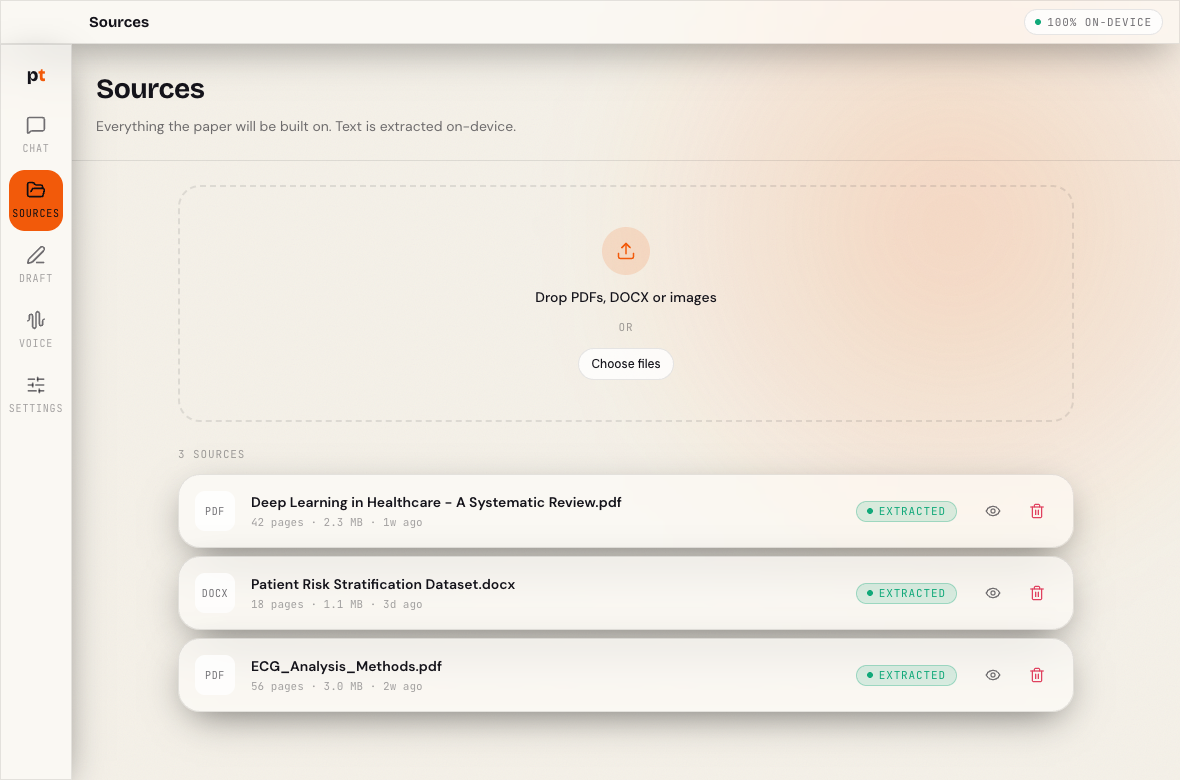 Sources
100% ON-DEVICE
pt
CHAT
SOURCES
DRAFT
VOICE
SETTINGS
Sources
Everything the paper will be built on. Text is extracted on-device.
Drop PDFs, DOCX or images
OR
Choose files
3 SOURCES
PDF
Deep Learning in Healthcare - A Systematic Review.pdf
42 pages · 2.3 MB · 1w ago
EXTRACTED
DOCX
Patient Risk Stratification Dataset.docx
18 pages · 1.1 MB · 3d ago
EXTRACTED
PDF
ECG_Analysis_Methods.pdf
56 pages · 3.0 MB · 2w ago
EXTRACTED